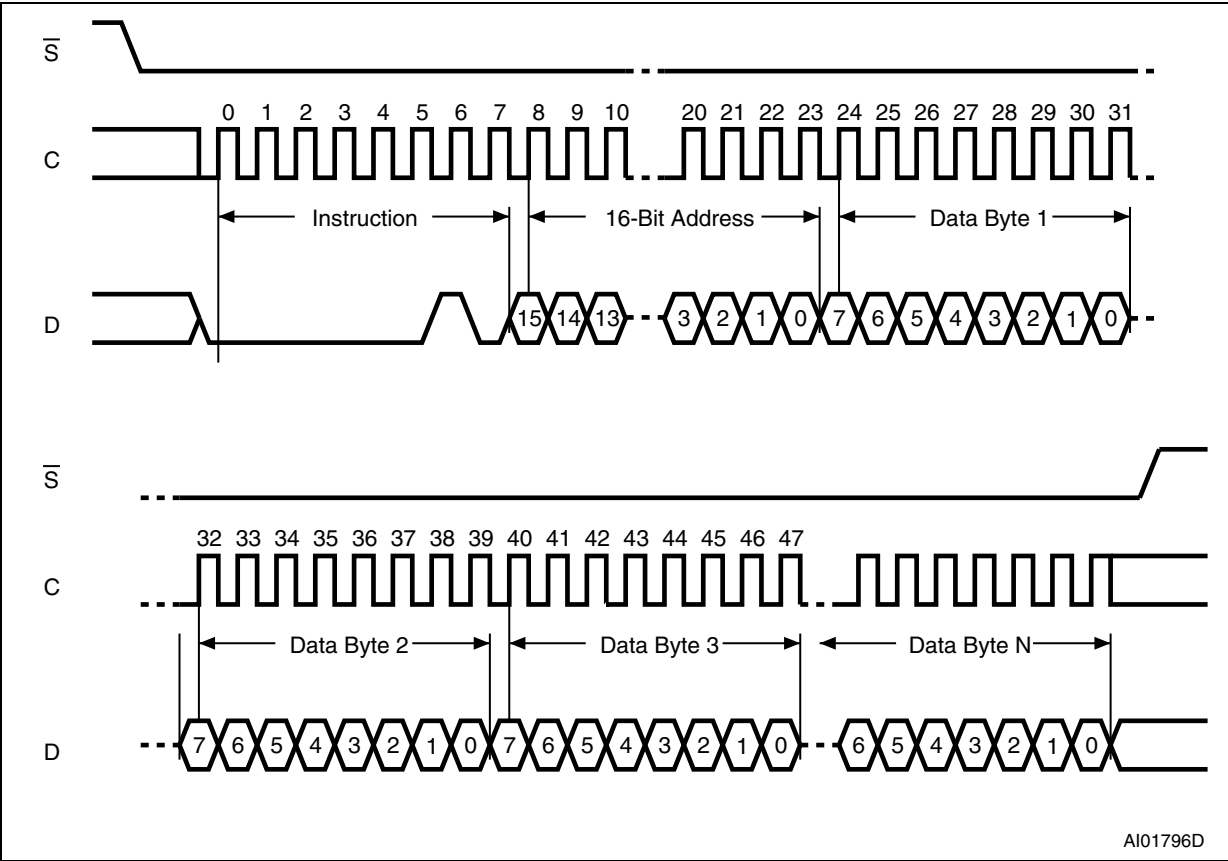 S̅
0 1 2 3 4 5 6 7 8 9 10 20 21 22 23 24 25 26 27 28 29 30 31
C
Instruction 16-Bit Address Data Byte 1
D 15 14 13 3 2 1 0 7 6 5 4 3 2 1 0
S̅
32 33 34 35 36 37 38 39 40 41 42 43 44 45 46 47
C
Data Byte 2 Data Byte 3 Data Byte N
D 7 6 5 4 3 2 1 0 7 6 5 4 3 2 1 0 6 5 4 3 2 1 0
AI01796D